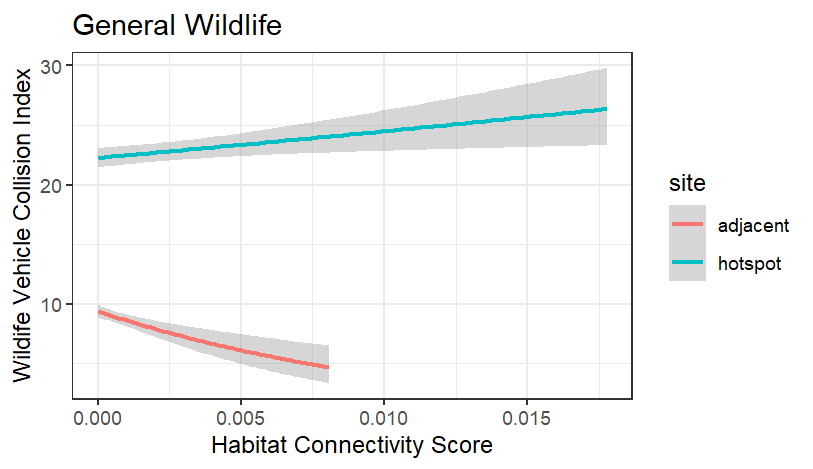 General Wildlife
Wildife Vehicle Collision Index
30
20
10
0.000
0.005
0.010
0.015
Habitat Connectivity Score
site
adjacent
hotspot